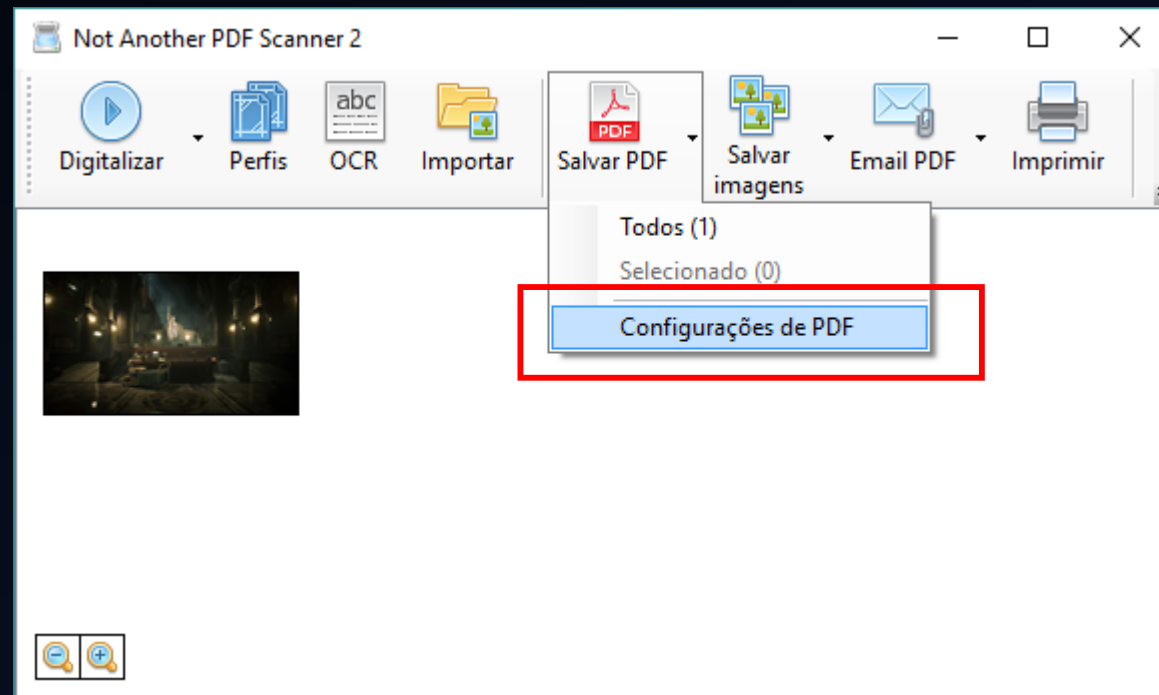 Not Another PDF Scanner 2
Digitalizar
Perfis
abc
OCR
Importar
PDF
Salvar PDF
Salvar
imagens
Email PDF
Imprimir
Todos (1)
Selecionado (0)
Configurações de PDF